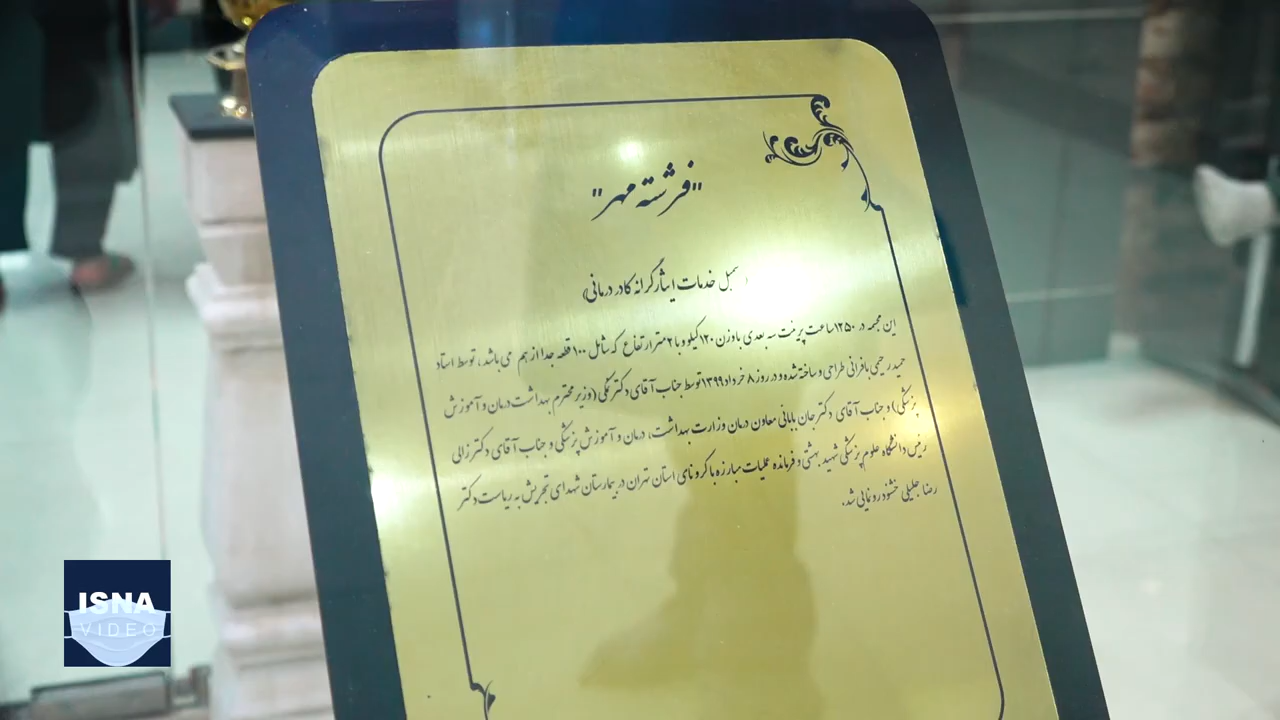 "فرشته مهر"
سمبل خدمات ایثارگرانه کادر درمانی
این مجسمه در ۱۲۵۰ ساعت پرینت سه بعدی با وزن ۱۲۰ کیلو و با ۲ متر ارتفاع که شامل ۱۰۰ قطعه جدا از هم می باشد، توسط استاد
حمید رحیمی بافرانی طراحی و ساخته شده و در روز ۸ خرداد ۱۳۹۹ توسط جناب آقای دکتر نمکی (وزیر محترم بهداشت درمان و آموزش
پزشکی) و جناب آقای دکتر جان بابائی معاون درمان وزارت بهداشت، درمان و آموزش پزشکی و جناب آقای دکتر زالی
رئیس دانشگاه علوم پزشکی شهید بهشتی و فرمانده عملیات مبارزه با کرونای استان تهران در بیمارستان شهدای تجریش به ریاست دکتر
رضا جلیلی خشنود رونمائی شد.
ISNA
VIDEO